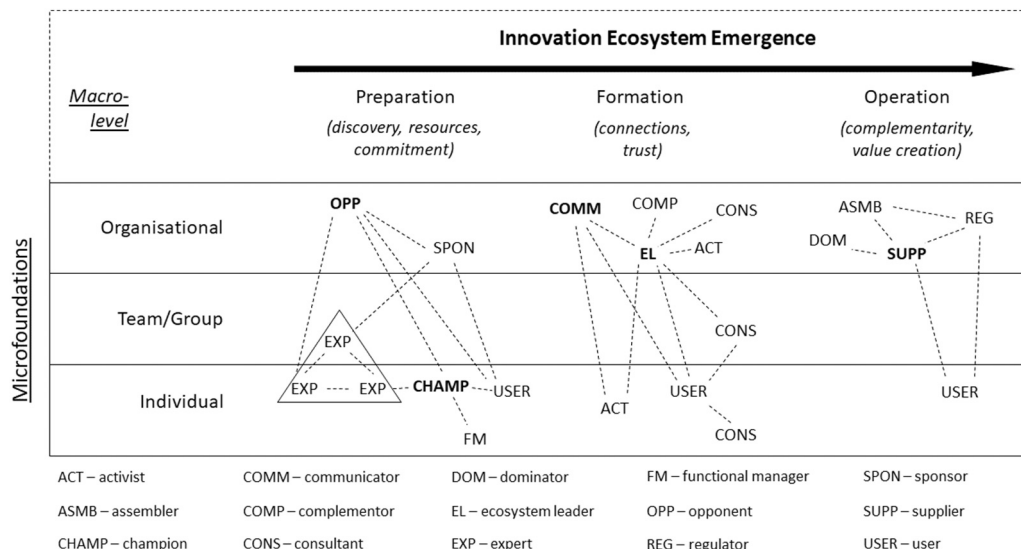 Innovation Ecosystem Emergence
Macro-
level
Preparation
(discovery, resources,
commitment)
Formation
(connections,
trust)
Operation
(complementarity,
value creation)
Microfoundations
Organisational
OPP
SPON
COMM
COMP
CONS
EL
ACT
ASMB
REG
DOM
SUPP
Team/Group
EXP
CONS
Individual
EXP
EXP
CHAMP
USER
FM
ACT
USER
CONS
USER
ACT – activist
COMM – communicator
DOM – dominator
FM – functional manager
SPON – sponsor
ASMB – assembler
COMP – complementor
EL – ecosystem leader
OPP – opponent
SUPP – supplier
CHAMP – champion
CONS – consultant
EXP – expert
REG – regulator
USER – user